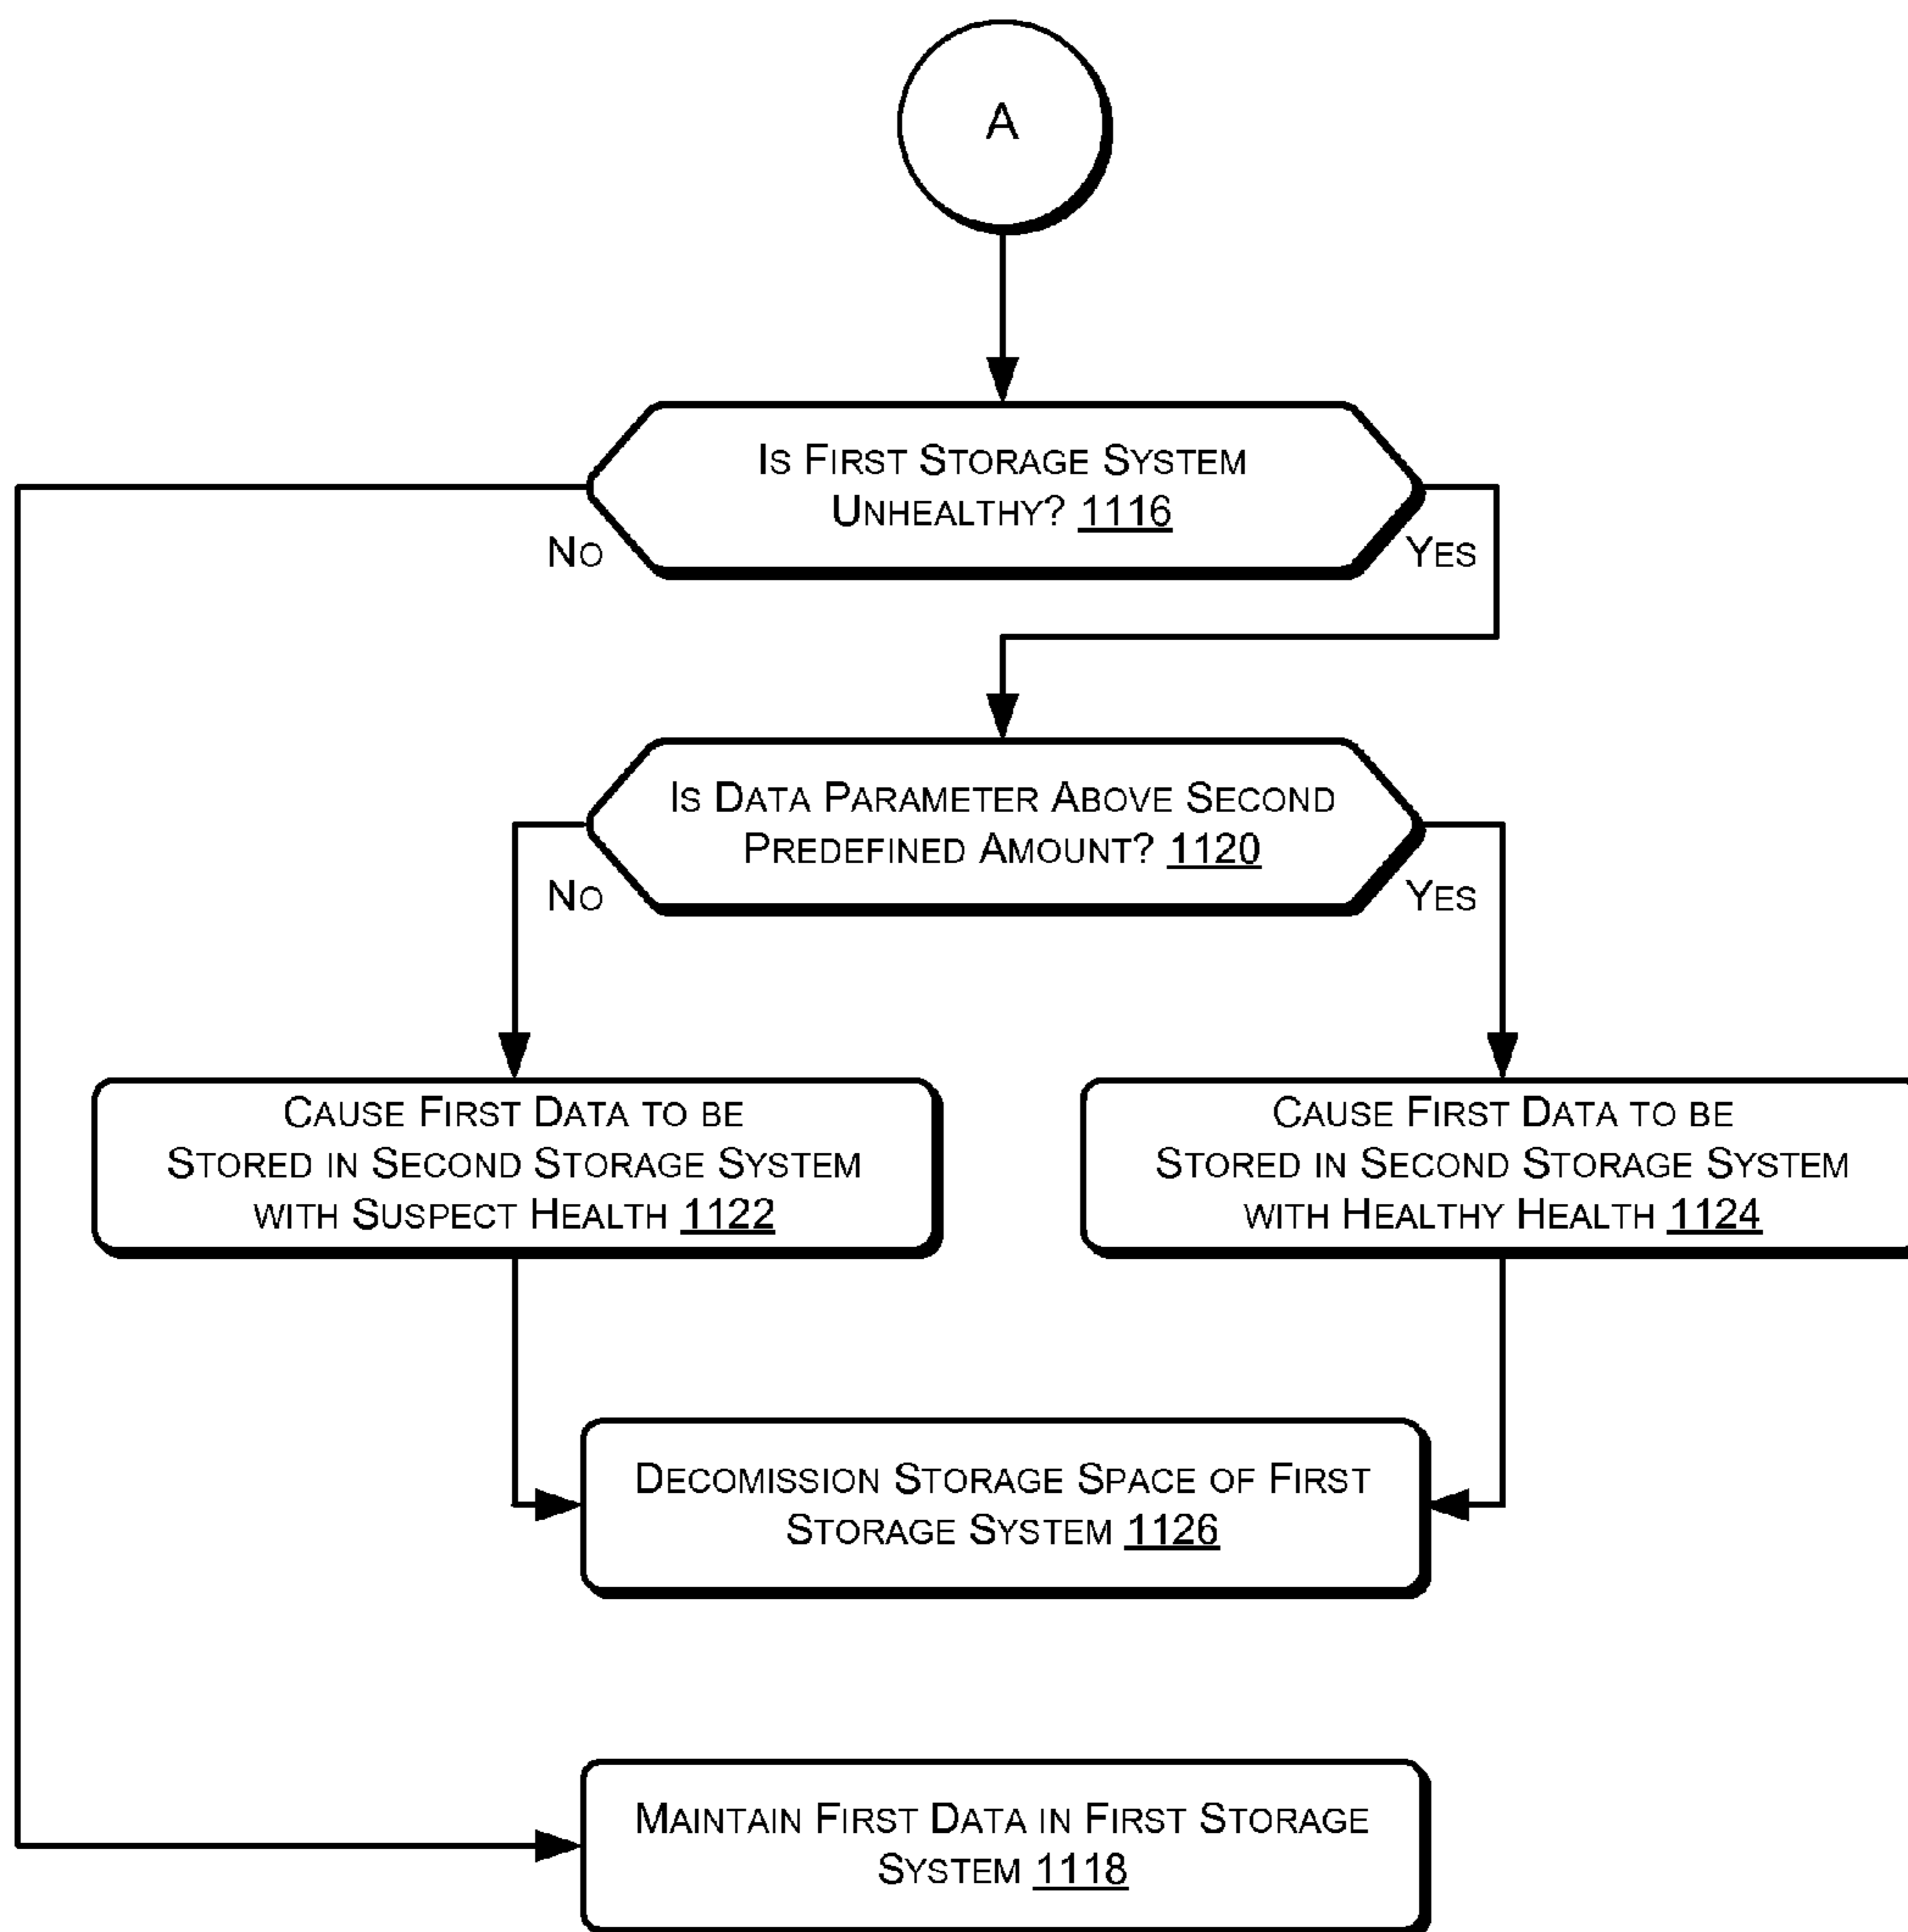 A
IS FIRST STORAGE SYSTEM
UNHEALTHY? 1116
NO
YES
IS DATA PARAMETER ABOVE SECOND
PREDEFINED AMOUNT? 1120
NO
YES
CAUSE FIRST DATA TO BE
STORED IN SECOND STORAGE SYSTEM
WITH SUSPECT HEALTH 1122
CAUSE FIRST DATA TO BE
STORED IN SECOND STORAGE SYSTEM
WITH HEALTHY HEALTH 1124
DECOMISSION STORAGE SPACE OF FIRST
STORAGE SYSTEM 1126
MAINTAIN FIRST DATA IN FIRST STORAGE
SYSTEM 1118